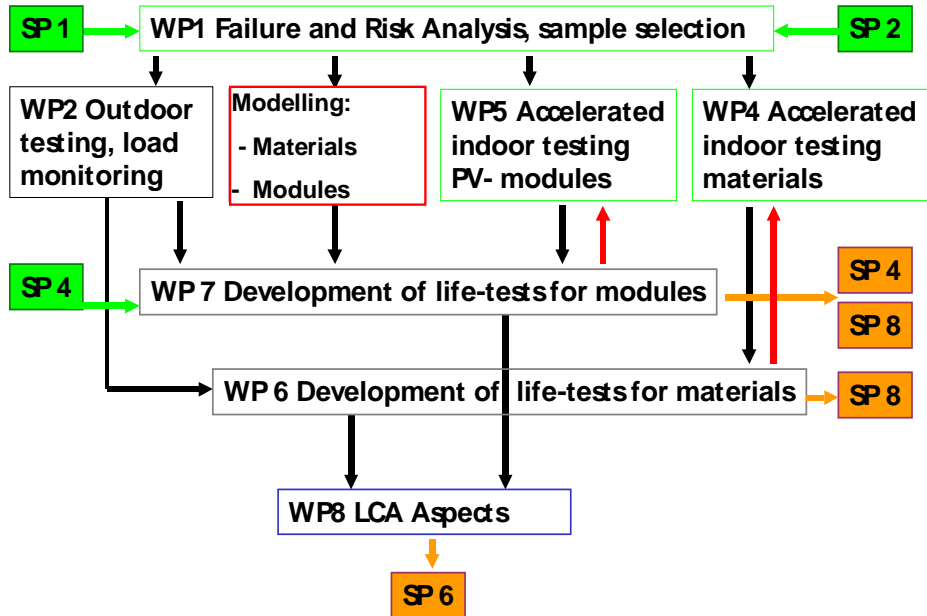 SP 1
WP1 Failure and Risk Analysis, sample selection
SP 2
WP2 Outdoor
testing, load
monitoring
Modelling:
- Materials
- Modules
WP5 Accelerated
indoor testing
PV- modules
WP4 Accelerated
indoor testing
materials
SP 4
WP 7 Development of life-tests for modules
SP 4
SP 8
WP 6 Development of life-tests for materials
SP 8
WP8 LCA Aspects
SP 6